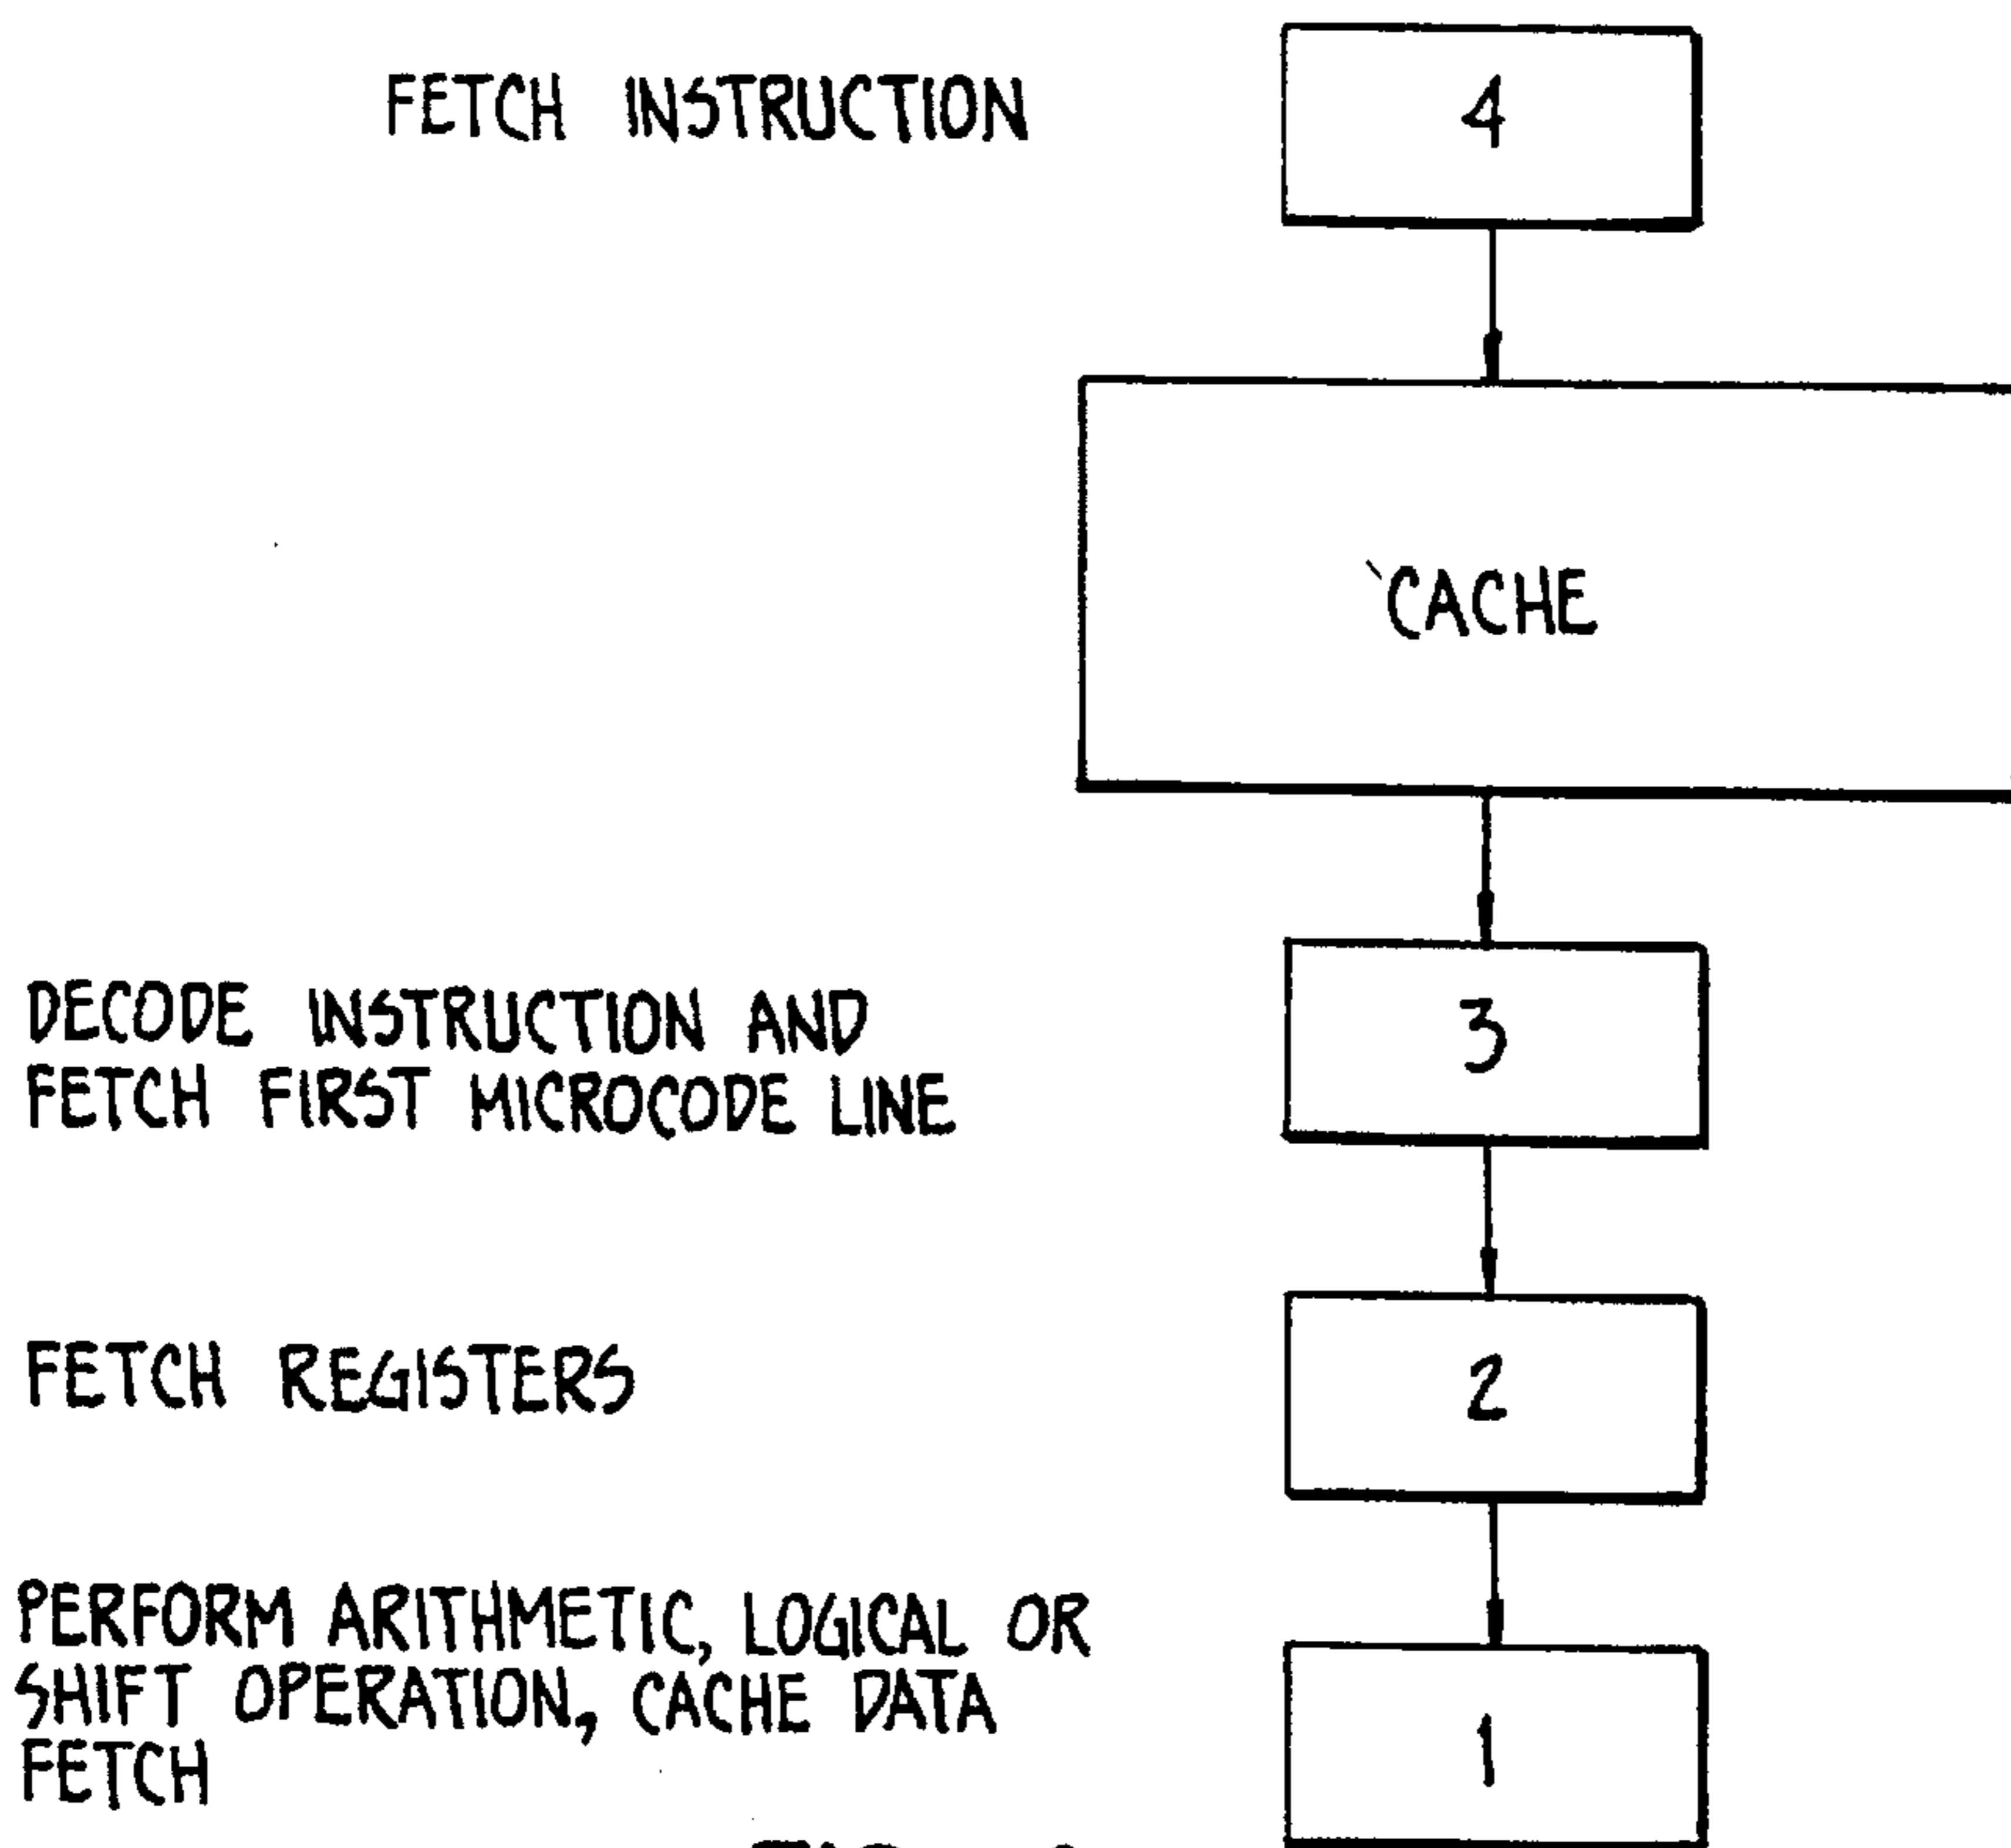 FETCH INSTRUCTION
4
CACHE
DECODE INSTRUCTION AND
FETCH FIRST MICROCODE LINE
3
FETCH REGISTERS
2
PERFORM ARITHMETIC, LOGICAL OR
SHIFT OPERATION, CACHE DATA
FETCH
1